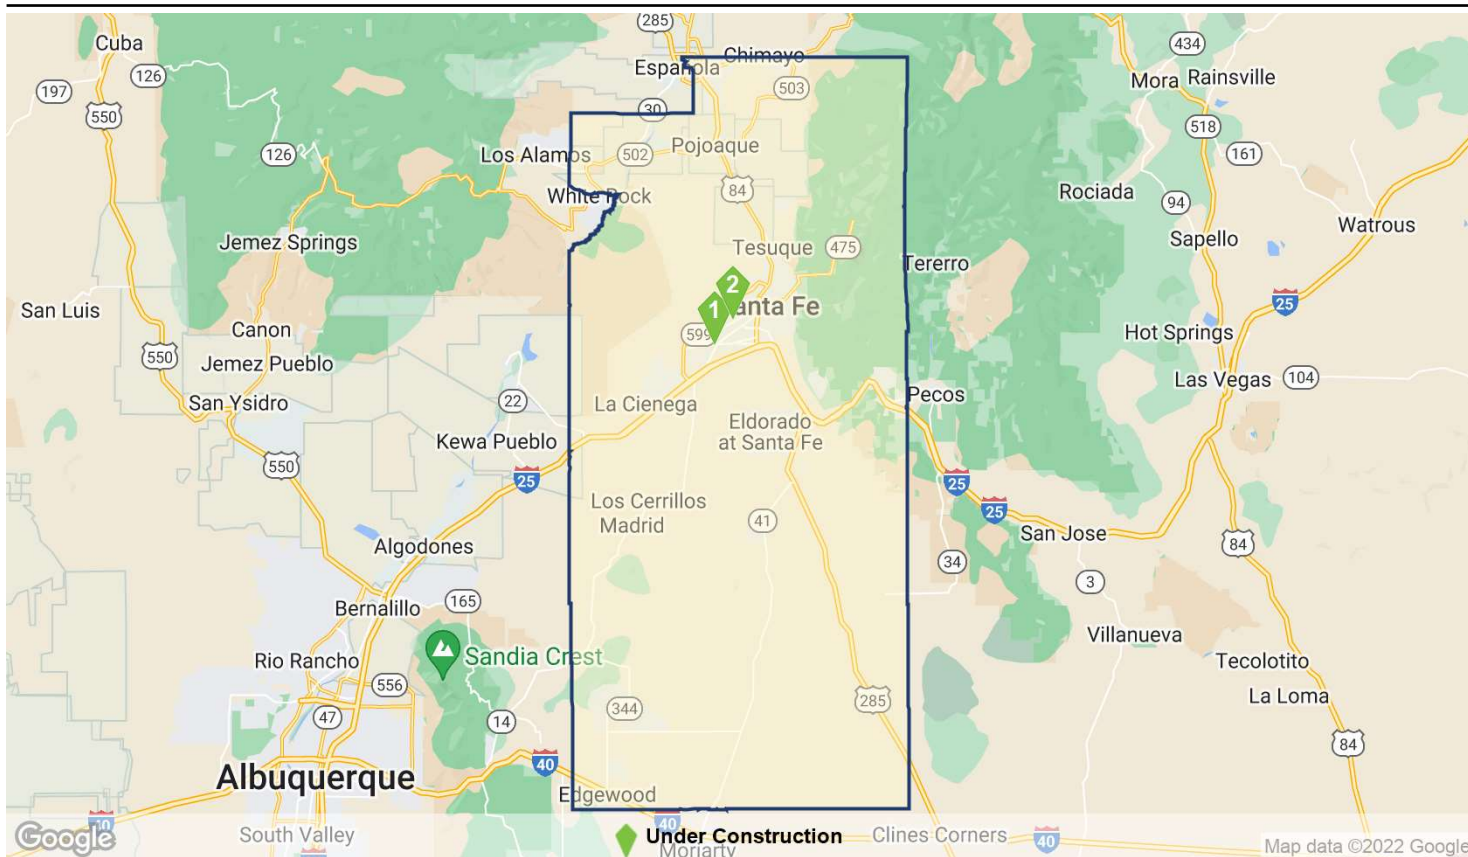 285
Cuba
Chimayo
434
126
Española
Mora
Rainsville
197
503
550
30
518
126
Los Alamos
502
Pojoaque
161
84
Rociada
White Rock
94
Jemez Springs
Tesuque
475
Sapello
Watrous
Tererro
2
San Luis
1
Santa Fe
25
Canon
599
Hot Springs
550
Jemez Pueblo
Las Vegas
104
San Ysidro
22
La Cienega
Pecos
Kewa Pueblo
Eldorado
at Santa Fe
550
25
25
Los Cerrillos
25
Madrid
41
San Jose
84
Algodones
34
3
Bernalillo
165
Villanueva
Rio Rancho
Sandia Crest
Tecolotito
556
La Loma
344
285
47
14
84
Albuquerque
40
Edgewood
40
40
Google
South Valley
Under Construction
Clines Corners
40
Moriarty
Map data ©2022 Google